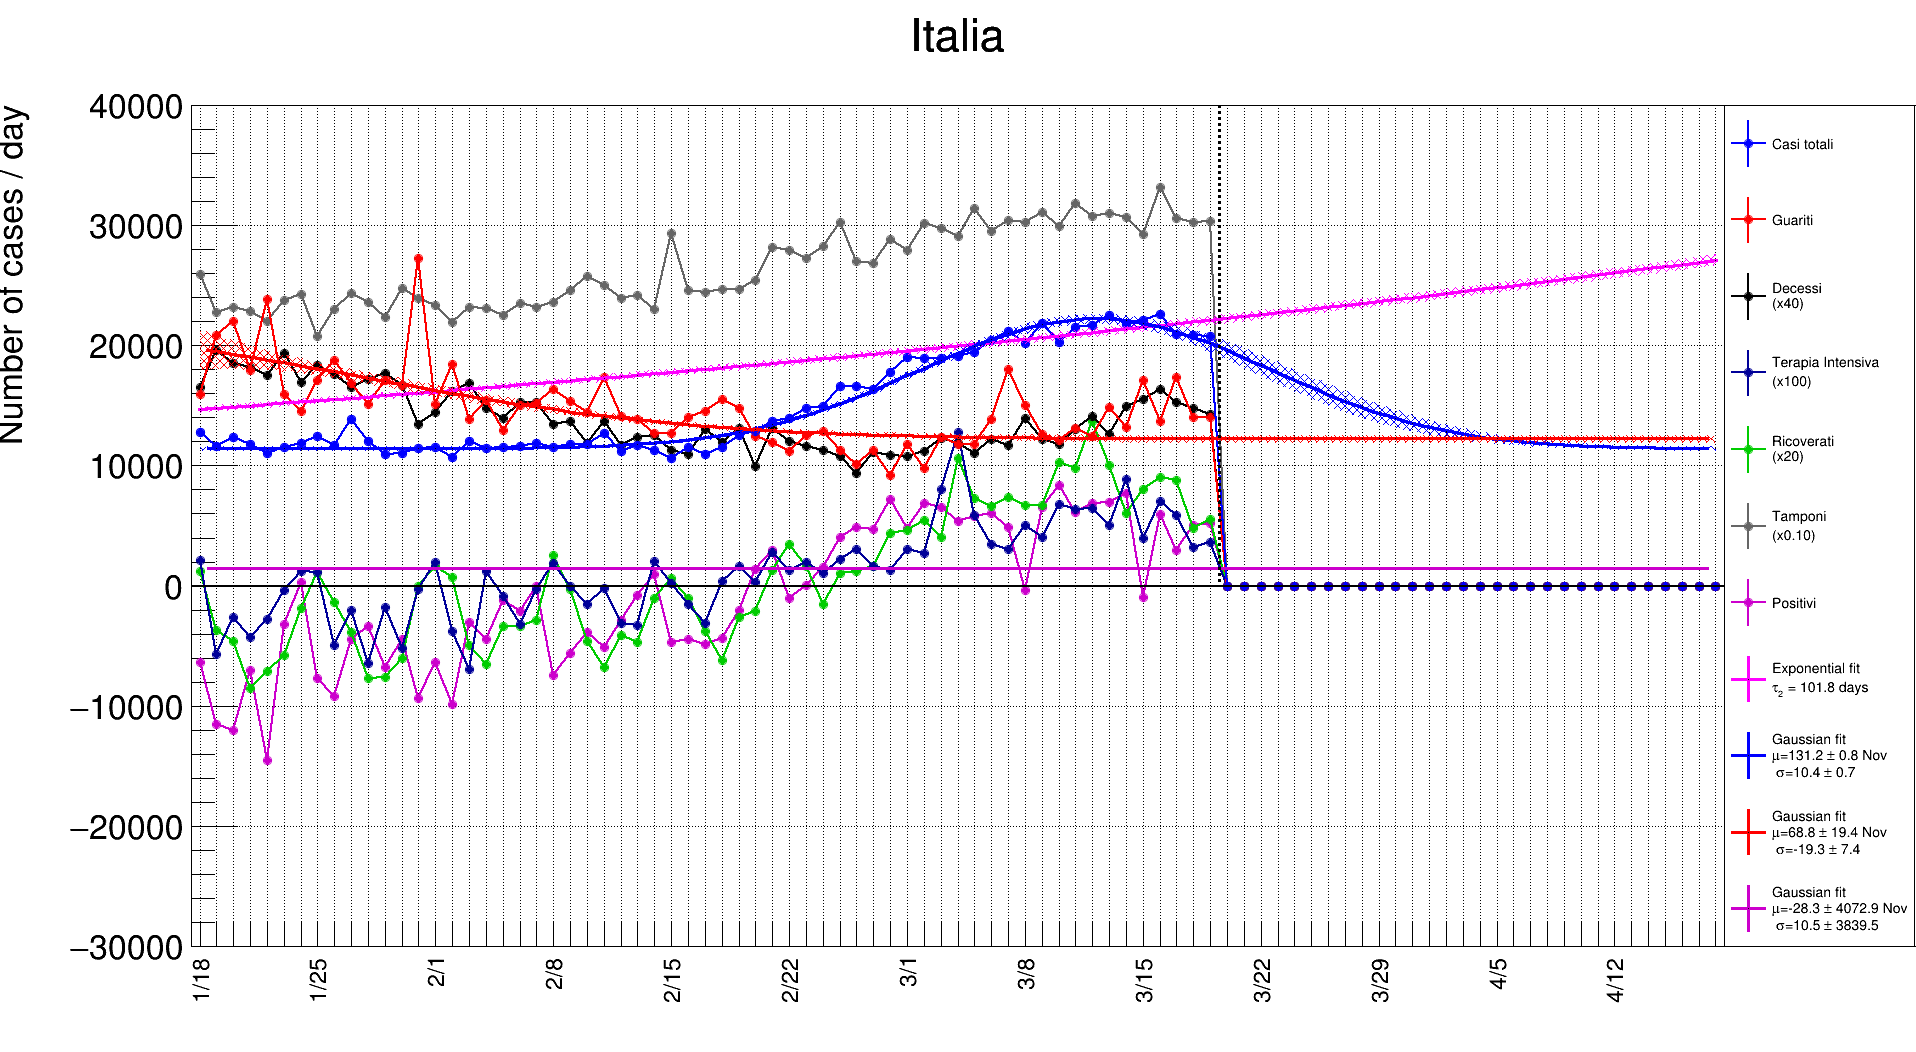 Italia
Number of cases / day
40000
30000
20000
10000
0
−10000
−20000
−30000
1/18
1/25
2/1
2/8
2/15
2/22
3/1
3/8
3/15
3/22
3/29
4/5
4/12
Casi totali
Guariti
Decessi
(x40)
Terapia Intensiva
(x100)
Ricoverati
(x20)
Tamponi
(x0.10)
Positivi
Exponential fit
τ2 = 101.8 days
Gaussian fit
μ=131.2 ± 0.8 Nov
σ=10.4 ± 0.7
Gaussian fit
μ=68.8 ± 19.4 Nov
σ=-19.3 ± 7.4
Gaussian fit
μ=-28.3 ± 4072.9 Nov
σ=10.5 ± 3839.5